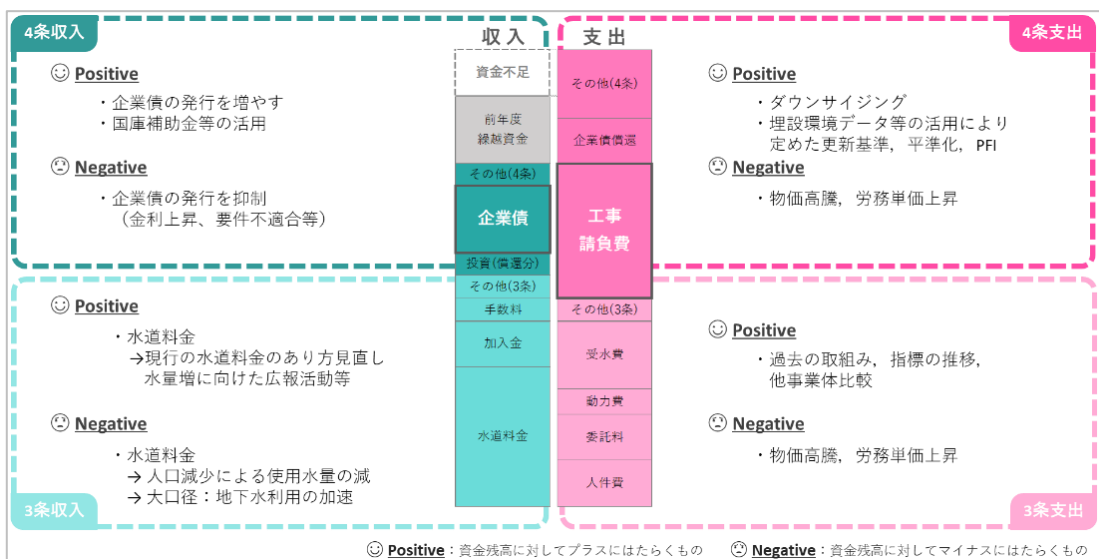 4条収入
Positive
・企業債の発行を増やす
・国庫補助金等の活用
Negative
・企業債の発行を抑制
（金利上昇、要件不適合等）
収入
支出
資金不足
前年度
繰越資金
その他(4条)
企業債
投資(償還分)
その他(3条)
手数料
加入金
水道料金
その他(4条)
企業債償還
工事
請負費
その他(3条)
受水費
動力費
委託料
人件費
4条支出
Positive
・ダウンサイジング
・埋設環境データ等の活用により
定めた更新基準，平準化，PFI
Negative
・物価高騰，労務単価上昇
Positive
・水道料金
→現行の水道料金のあり方見直し
水量増に向けた広報活動等
Negative
・水道料金
→ 人口減少による使用水量の減
→ 大口径：地下水利用の加速
3条収入
Positive
・過去の取組み，指標の推移，
他事業体比較
Negative
・物価高騰，労務単価上昇
3条支出
Positive：資金残高に対してプラスにはたらくもの
Negative：資金残高に対してマイナスにはたらくもの